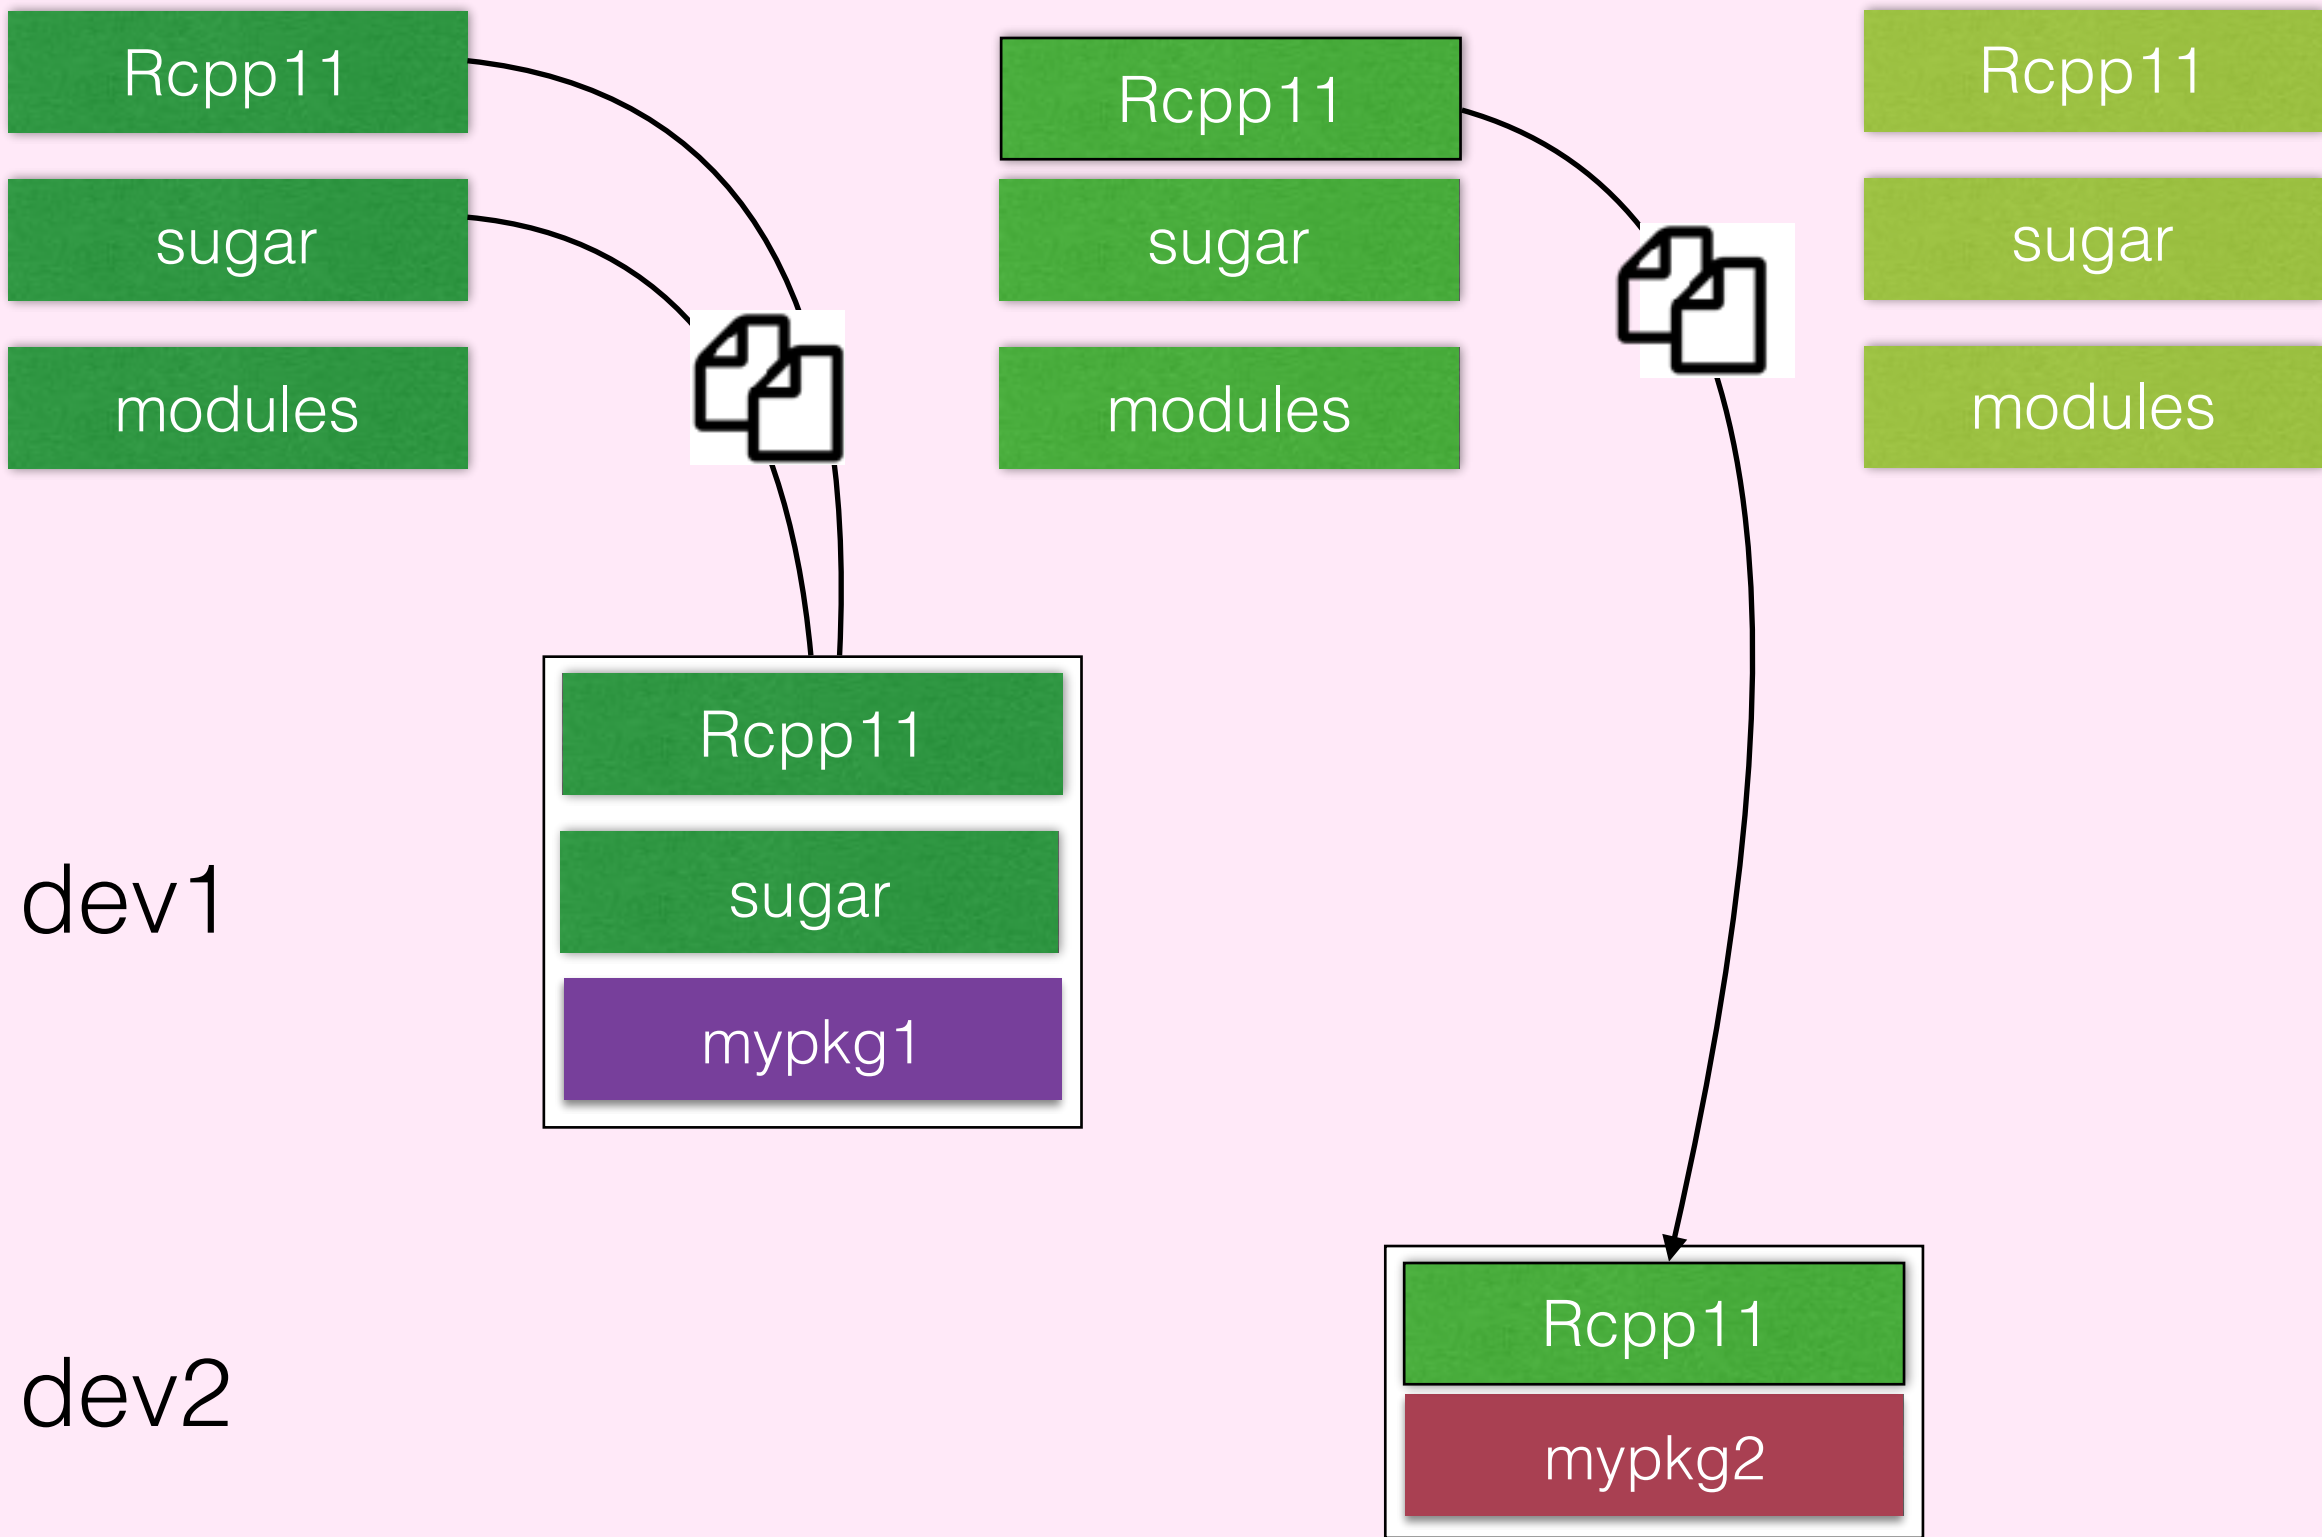 Rcpp11
Rcpp11
Rcpp11
sugar
sugar
sugar
modules
modules
modules
Rcpp11
dev1
sugar
mypkg1
Rcpp11
dev2
mypkg2